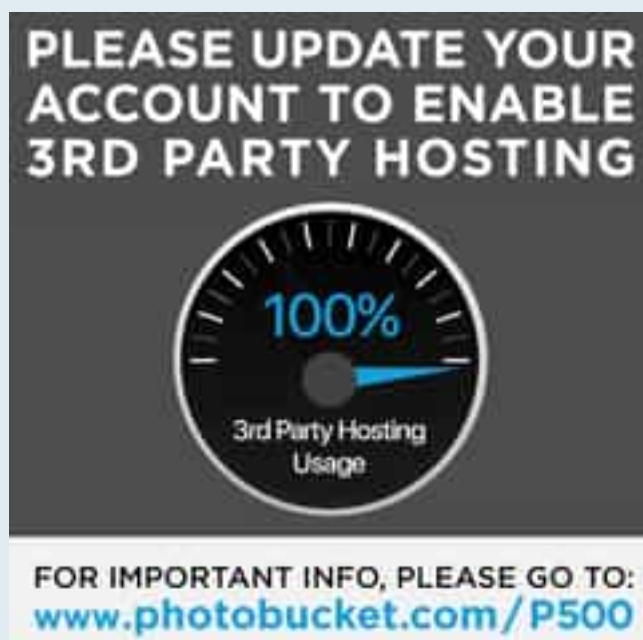 PLEASE UPDATE YOUR
ACCOUNT TO ENABLE
3RD PARTY HOSTING
100%
3rd Party Hosting
Usage
FOR IMPORTANT INFO, PLEASE GO TO:
www.photobucket.com/P500